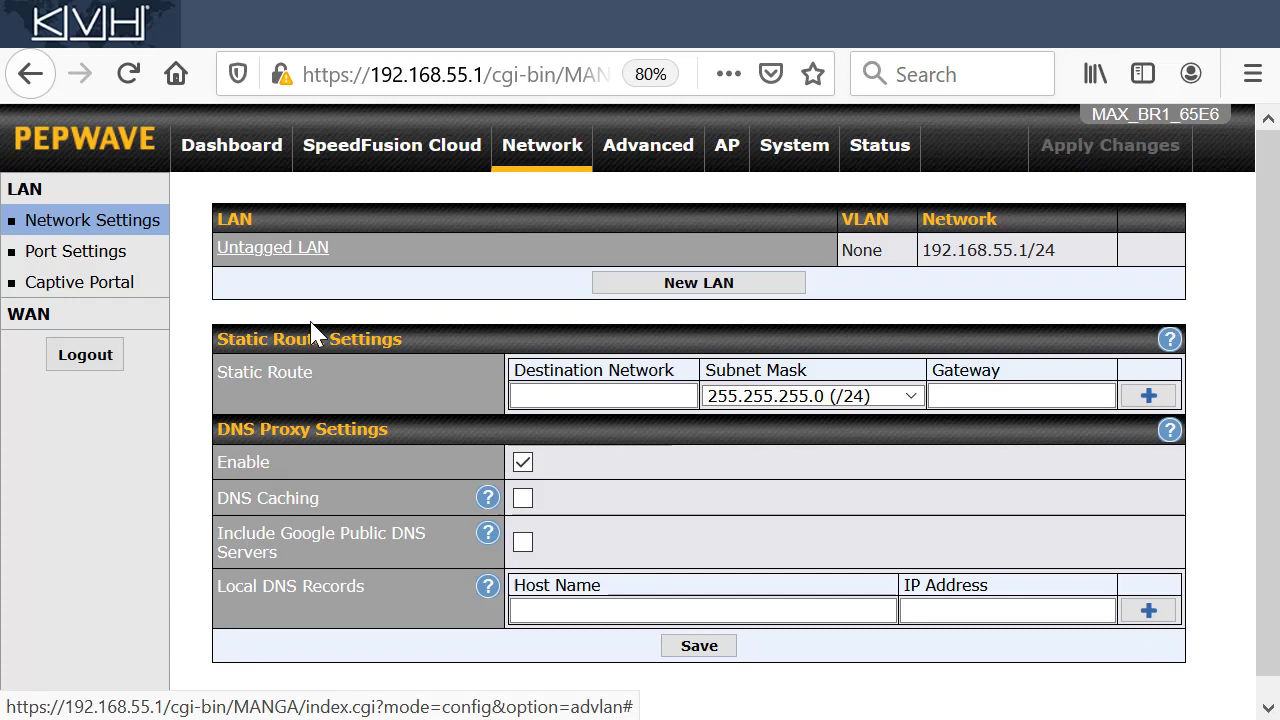 KVH
https://192.168.55.1/cgi-bin/MAN
80%
Search
MAX_BR1_65E6
PEPWAVE
Dashboard
SpeedFusion Cloud
Network
Advanced
AP
System
Status
Apply Changes
LAN
Network Settings
Port Settings
Captive Portal
WAN
Logout
LAN VLAN Network
Untagged LAN None 192.168.55.1/24
New LAN
Static Route Settings
Static Route
Destination Network Subnet Mask Gateway
255.255.255.0 (/24)
DNS Proxy Settings
Enable
DNS Caching
Include Google Public DNS
Servers
Local DNS Records
Host Name IP Address
Save
https://192.168.55.1/cgi-bin/MANGA/index.cgi?mode=config&option=advlan#